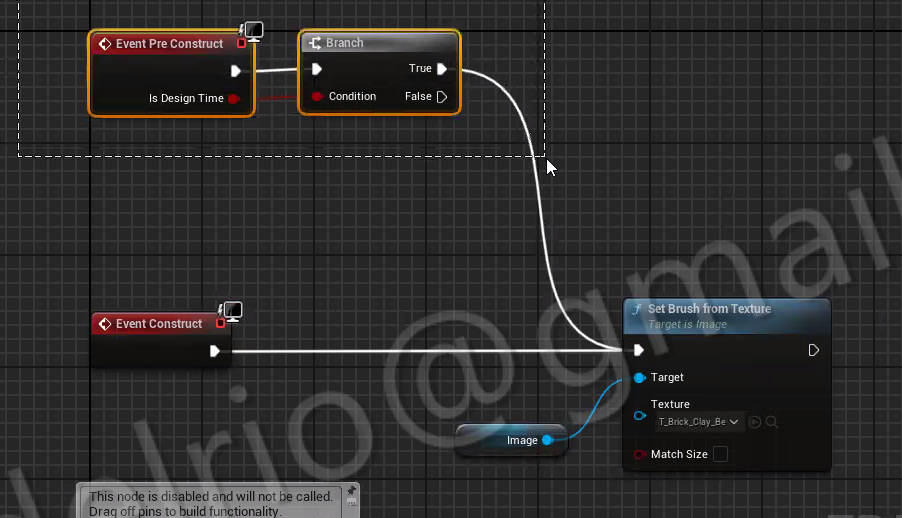 Event Pre Construct
Is Design Time
Branch
True
Condition
False
Event Construct
Set Brush from Texture
Target is Image
Target
Texture
T_Brick_Clay_Be
Image
Match Size
This node is disabled and will not be called.
Drag off pins to build functionality.
dolrio@gmail